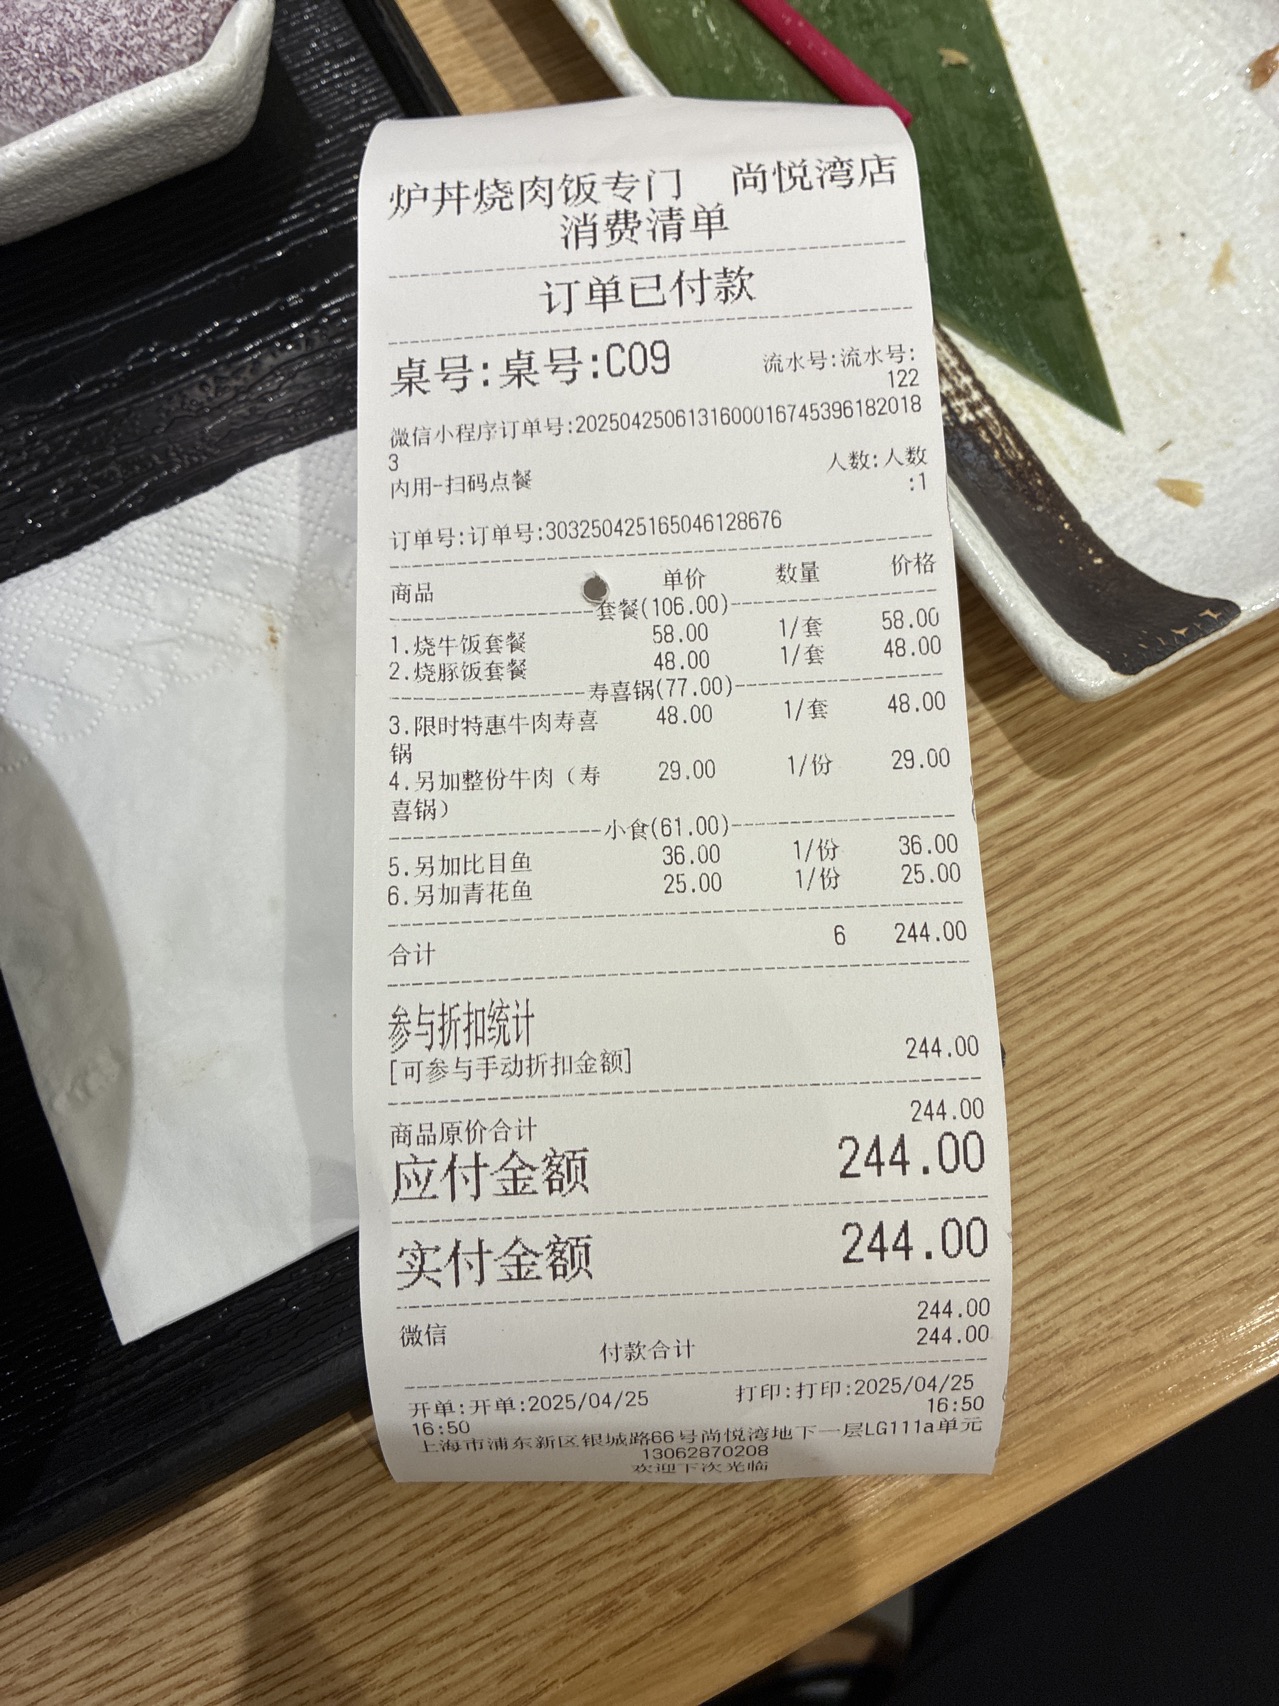 炉丼烧肉饭专门 尚悦湾店
消费清单
订单已付款
桌号:桌号:C09 流水号:流水号:
122
微信小程序订单号:2025042506131600016745396182018
3
内用-扫码点餐 人数:人数
:1
订单号:订单号:303250425165046128676
商品 单价 数量 价格
套餐(106.00)
1.烧牛饭套餐 58.00 1/套 58.00
2.烧豚饭套餐 48.00 1/套 48.00
寿喜锅(77.00)
3.限时特惠牛肉寿喜 48.00 1/套 48.00
锅
4.另加整份牛肉（寿 29.00 1/份 29.00
喜锅）
小食(61.00)
5.另加比目鱼 36.00 1/份 36.00
6.另加青花鱼 25.00 1/份 25.00
合计 6 244.00
参与折扣统计
[可参与手动折扣金额] 244.00
商品原价合计 244.00
应付金额 244.00
实付金额 244.00
微信 244.00
付款合计 244.00
开单:开单:2025/04/25 打印:打印:2025/04/25
16:50 16:50
上海市浦东新区银城路66号尚悦湾地下一层LG111a单元
13062870208
欢迎下次光临